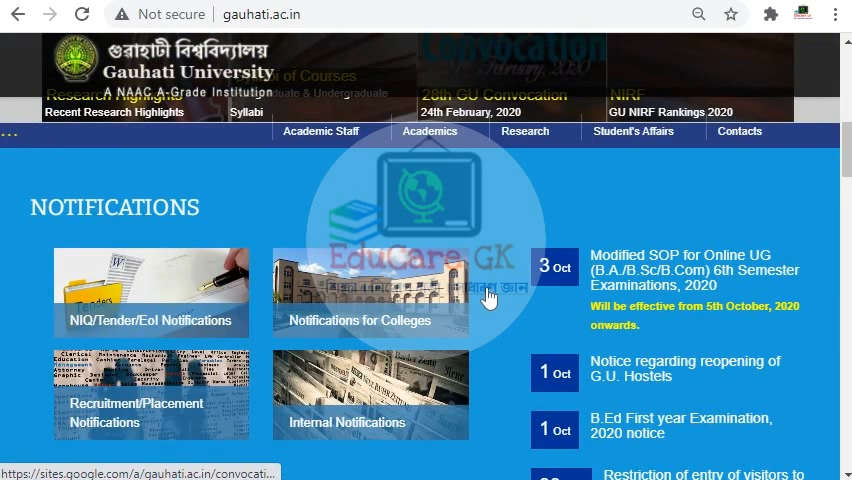 Not secure
gauhati.ac.in
গুৱাহাটী বিশ্ববিদ্যালয়
Gauhati University
A NAAC A-Grade Institution
Convocation
February, 2020
of Courses
Research Highlights
Recent Research Highlights
Syllabi
28th GU Convocation
24th February, 2020
NIRF
GU NIRF Rankings 2020
Academic Staff
Academics
Research
Student's Affairs
Contacts
NOTIFICATIONS
EduCare GK
NIQ/Tender/EoI Notifications
Notifications for Colleges
Recruitment/Placement
Notifications
Internal Notifications
3 Oct
Modified SOP for Online UG
(B.A./B.Sc/B.Com) 6th Semester
Examinations, 2020
Will be effective from 5th October, 2020
onwards.
1 Oct
Notice regarding reopening of
G.U. Hostels
1 Oct
B.Ed First year Examination,
2020 notice
Restriction of entry of visitors to
https://sites.google.com/a/gauhati.ac.in/convocati...